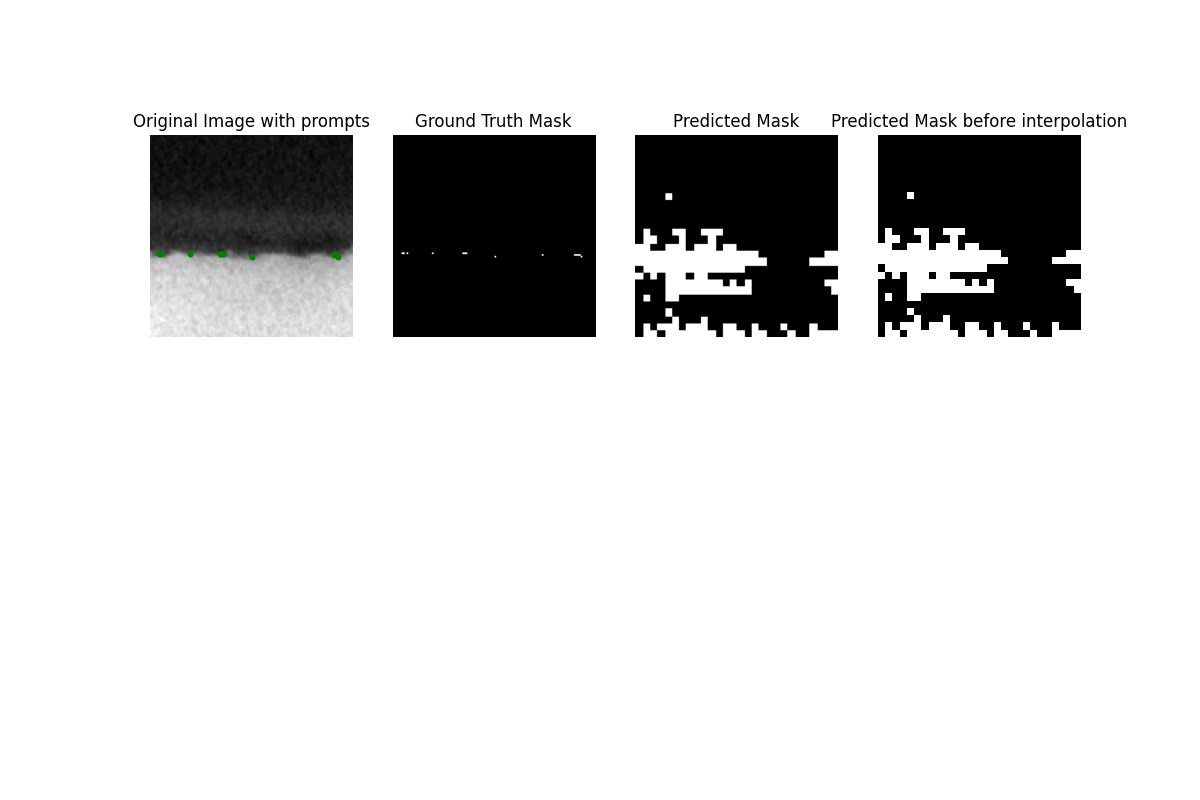 Original Image with prompts
Ground Truth Mask
Predicted Mask
Predicted Mask before interpolation